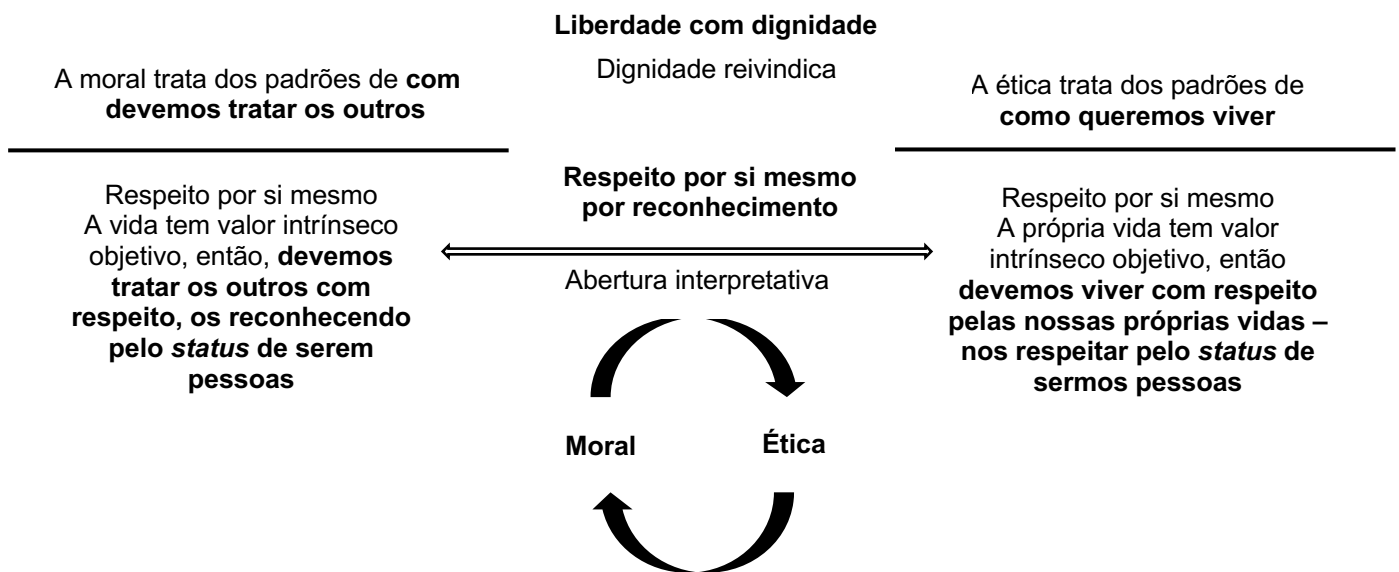 Liberdade com dignidade
Dignidade reivindica
A moral trata dos padrões de com
devemos tratar os outros
A ética trata dos padrões de
como queremos viver
Respeito por si mesmo
A vida tem valor intrínseco
objetivo, então, devemos
tratar os outros com
respeito, os reconhecendo
pelo status de serem
pessoas
Respeito por si mesmo
por reconhecimento
Abertura interpretativa
Respeito por si mesmo
A própria vida tem valor
intrínseco objetivo, então
devemos viver com respeito
pelas nossas próprias vidas –
nos respeitar pelo status de
sermos pessoas
Moral
Ética